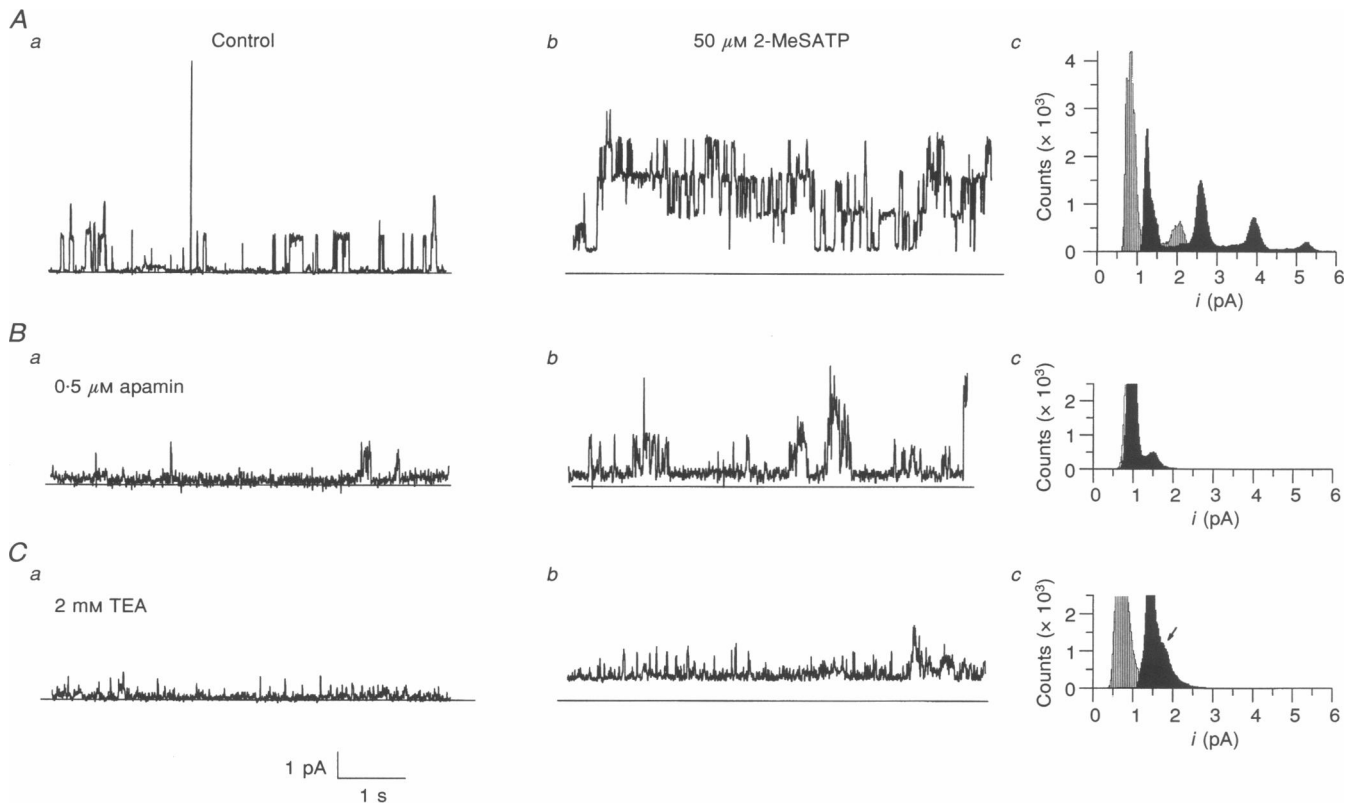 A
a
Control
b
50 μM 2-MeSATP
c
Counts (× 10³)
4
3
2
1
0
0 1 2 3 4 5 6
i (pA)
B
a
0·5 μM apamin
b
c
Counts (× 10³)
2
1
0
0 1 2 3 4 5 6
i (pA)
C
a
2 mM TEA
b
c
Counts (× 10³)
2
1
0
0 1 2 3 4 5 6
i (pA)
1 pA
1 s